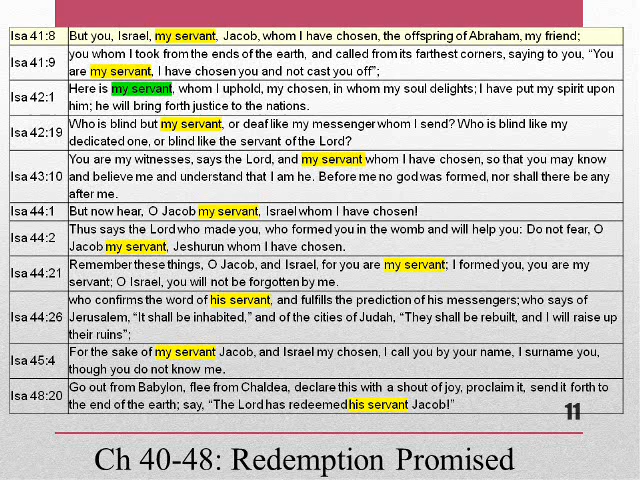 Isa 41:8 But you, Israel, my servant, Jacob, whom I have chosen, the offspring of Abraham, my friend;
you whom I took from the ends of the earth, and called from its farthest corners, saying to you, “You
Isa 41:9 are my servant, I have chosen you and not cast you off”;
Here is my servant, whom I uphold, my chosen, in whom my soul delights; I have put my spirit upon
Isa 42:1 him; he will bring forth justice to the nations.
Who is blind but my servant, or deaf like my messenger whom I send? Who is blind like my
Isa 42:19 dedicated one, or blind like the servant of the Lord?
You are my witnesses, says the Lord, and my servant whom I have chosen, so that you may know
Isa 43:10 and believe me and understand that I am he. Before me no god was formed, nor shall there be any
after me.
Isa 44:1 But now hear, O Jacob my servant, Israel whom I have chosen!
Thus says the Lord who made you, who formed you in the womb and will help you: Do not fear, O
Isa 44:2 Jacob my servant, Jeshurun whom I have chosen.
Remember these things, O Jacob, and Israel, for you are my servant; I formed you, you are my
Isa 44:21 servant; O Israel, you will not be forgotten by me.
who confirms the word of his servant, and fulfills the prediction of his messengers; who says of
Isa 44:26 Jerusalem, “It shall be inhabited,” and of the cities of Judah, “They shall be rebuilt, and I will raise up
their ruins”;
For the sake of my servant Jacob, and Israel my chosen, I call you by your name, I surname you,
Isa 45:4 though you do not know me.
Go out from Babylon, flee from Chaldea, declare this with a shout of joy, proclaim it, send it forth to
Isa 48:20 the end of the earth; say, “The Lord has redeemed his servant Jacob!”
11
Ch 40-48: Redemption Promised